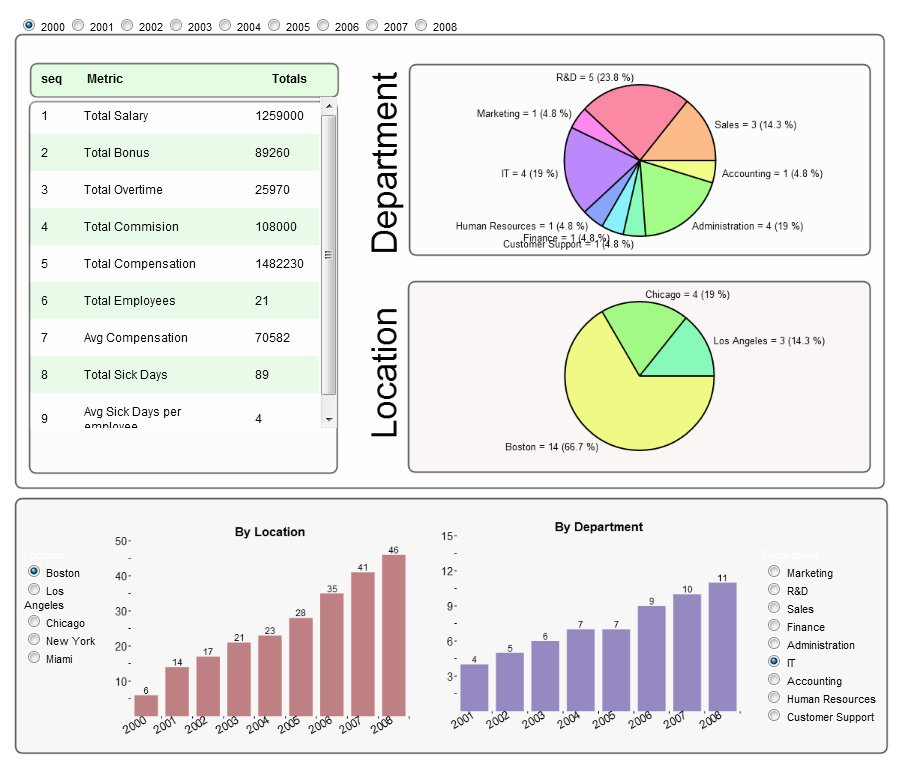 2000 2001 2002 2003 2004 2005 2006 2007 2008
seq Metric Totals
1 Total Salary 1259000
2 Total Bonus 89260
3 Total Overtime 25970
4 Total Commision 108000
5 Total Compensation 1482230
6 Total Employees 21
7 Avg Compensation 70582
8 Total Sick Days 89
9 Avg Sick Days per employee 4
Department
R&D = 5 (23.8 %)
Marketing = 1 (4.8 %)
Sales = 3 (14.3 %)
IT = 4 (19 %)
Accounting = 1 (4.8 %)
Human Resources = 1 (4.8 %)
Administration = 4 (19 %)
Finance = 1 (4.8 %)
Customer Support = 1 (4.8 %)
Location
Chicago = 4 (19 %)
Los Angeles = 3 (14.3 %)
Boston = 14 (66.7 %)
Location
Boston
Los
Angeles
Chicago
New York
Miami
By Location
50
40
30
20
10
6 14 17 21 23 28 35 41 46
2000 2001 2002 2003 2004 2005 2006 2007 2008
By Department
15
12
9
6
3
4 5 6 7 7 9 10 11
2001 2002 2003 2004 2005 2006 2007 2008
Department
Marketing
R&D
Sales
Finance
Administration
IT
Accounting
Human Resources
Customer Support